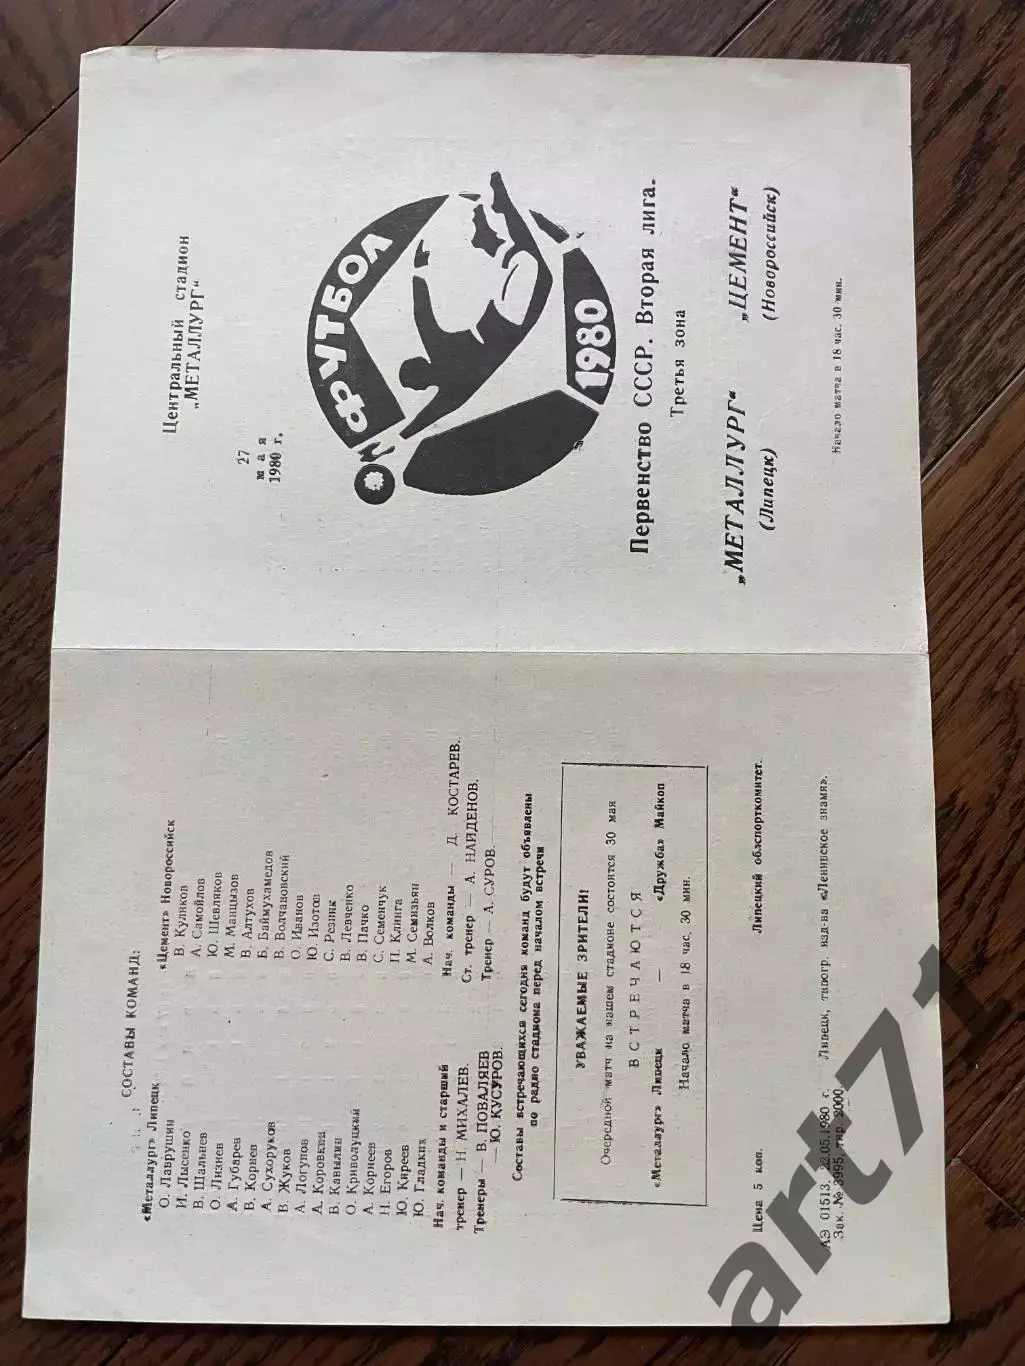 Центральный стадион
„МЕТАЛЛУРГ“
27
мая
1980 г.
ФУТБОЛ
1980
Первенство СССР. Вторая лига.
Третья зона
„МЕТАЛЛУРГ“ „ЦЕМЕНТ“
(Липецк) (Новороссийск)
Начало матча в 18 час. 30 мин.
СОСТАВЫ КОМАНД:
«Металлург» Липецк
О. Лаврушин
И. Лысенко
В. Шальнев
О. Лизнев
А. Губарев
В. Корнев
А. Сухоруков
В. Жуков
А. Логупов
А. Коровкин
В. Кавылин
О. Криволуцкий
А. Корнеев
Н. Егоров
Ю. Киреев
Ю. Гладких
Нач. команды и старший
тренер — Н. МИХАЛЕВ.
Тренеры — В. ПОВАЛЯЕВ
— Ю. КУСУРОВ.
«Цемент» Новороссийск
В. Куликов
А. Самойлов
Ю. Шевляков
М. Манцызов
В. Алтухов
Б. Баймухамедов
В. Волчановский
О. Иванов
Ю. Изотов
С. Резник
В. Левченко
В. Пачко
С. Семенчук
П. Клинга
М. Семизьян
А. Волков
Нач. команды — Д. КОСТАРЕВ.
Ст. тренер — А. НАЙДЕНОВ.
Тренер — А. СУРОВ.
Составы встречающихся сегодня команд будут объявлены
по радио стадиона перед началом встречи
УВАЖАЕМЫЕ ЗРИТЕЛИ!
Очередной матч на нашем стадионе состоится 30 мая
ВСТРЕЧАЮТСЯ
«Металлург» Липецк — «Дружба» Майкоп
Начало матча в 18 час. 30 мин.
Цена 5 коп. Липецкий облспорткомитет.
АЭ 01513. 22.05.1980 г. Липецк, типогр. изд-ва «Ленинское знамя».
Зак. № 3995, тир. 2000
art71